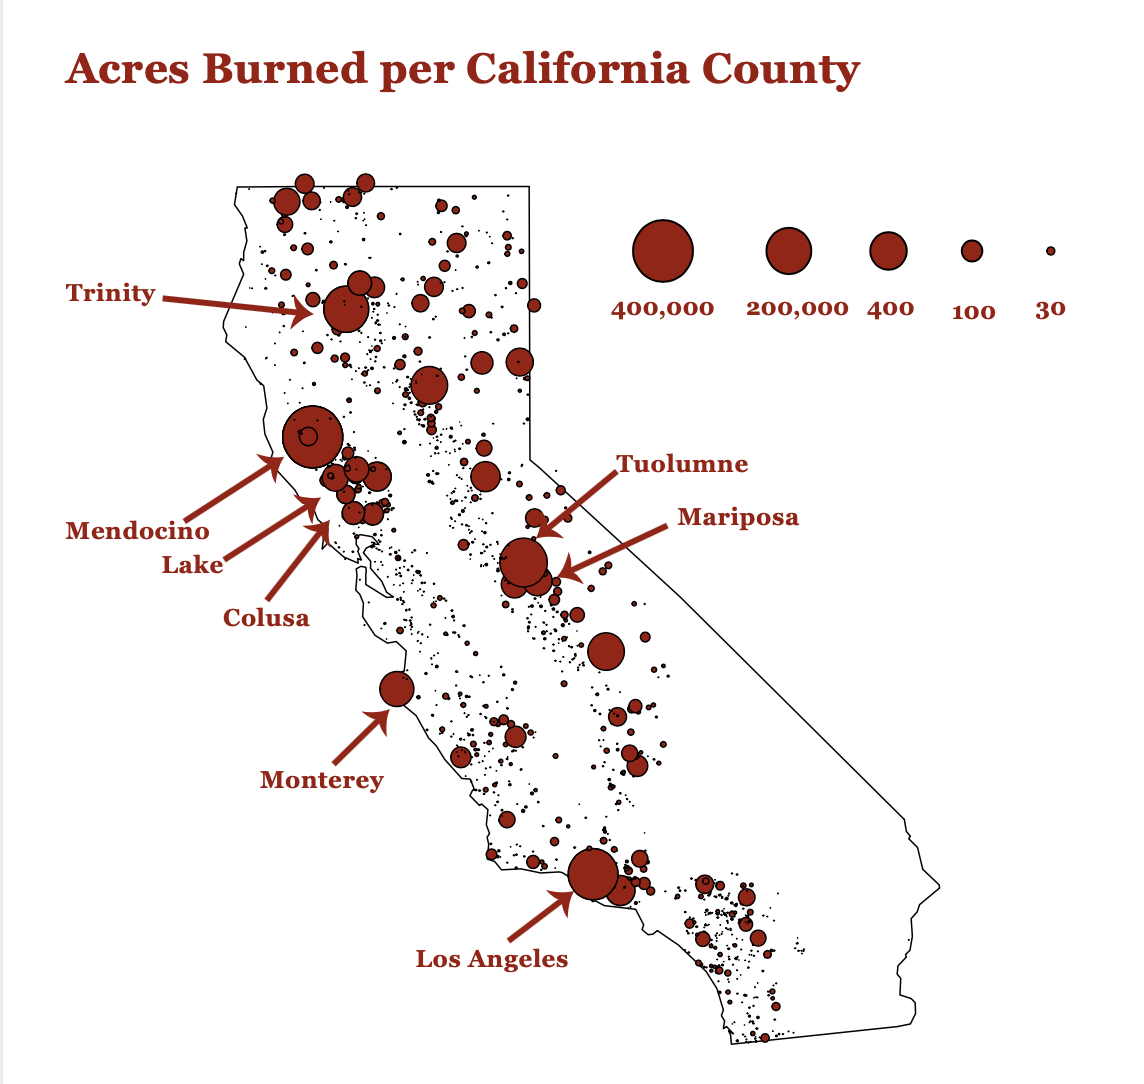 Acres Burned per California County
400,000
200,000
400
100
30
Trinity
Tuolumne
Mariposa
Mendocino
Lake
Colusa
Monterey
Los Angeles